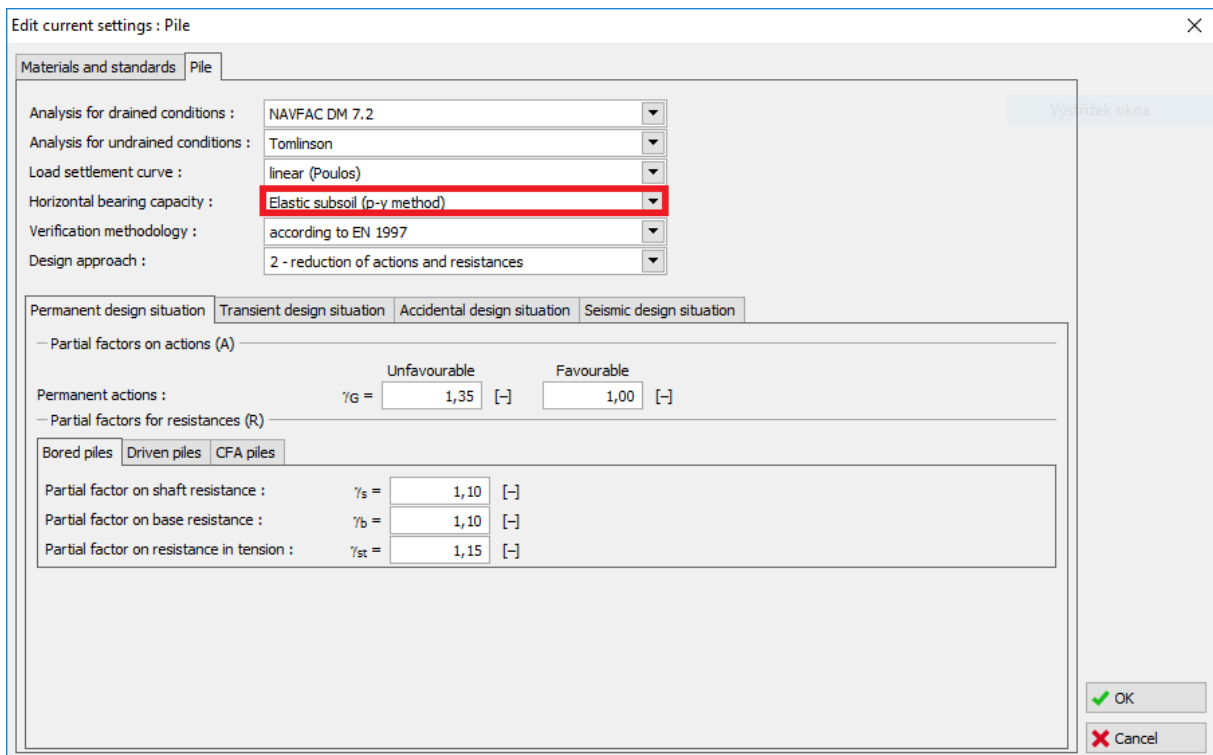 Edit current settings : Pile
Materials and standards Pile
Výstřižek okna
Analysis for drained conditions : NAVFAC DM 7.2
Analysis for undrained conditions : Tomlinson
Load settlement curve : linear (Poulos)
Horizontal bearing capacity : Elastic subsoil (p-y method)
Verification methodology : according to EN 1997
Design approach : 2 - reduction of actions and resistances
Permanent design situation Transient design situation Accidental design situation Seismic design situation
Partial factors on actions (A)
Unfavourable Favourable
Permanent actions : γG = 1,35 [–] 1,00 [–]
Partial factors for resistances (R)
Bored piles Driven piles CFA piles
Partial factor on shaft resistance : γs = 1,10 [–]
Partial factor on base resistance : γb = 1,10 [–]
Partial factor on resistance in tension : γst = 1,15 [–]
OK
Cancel